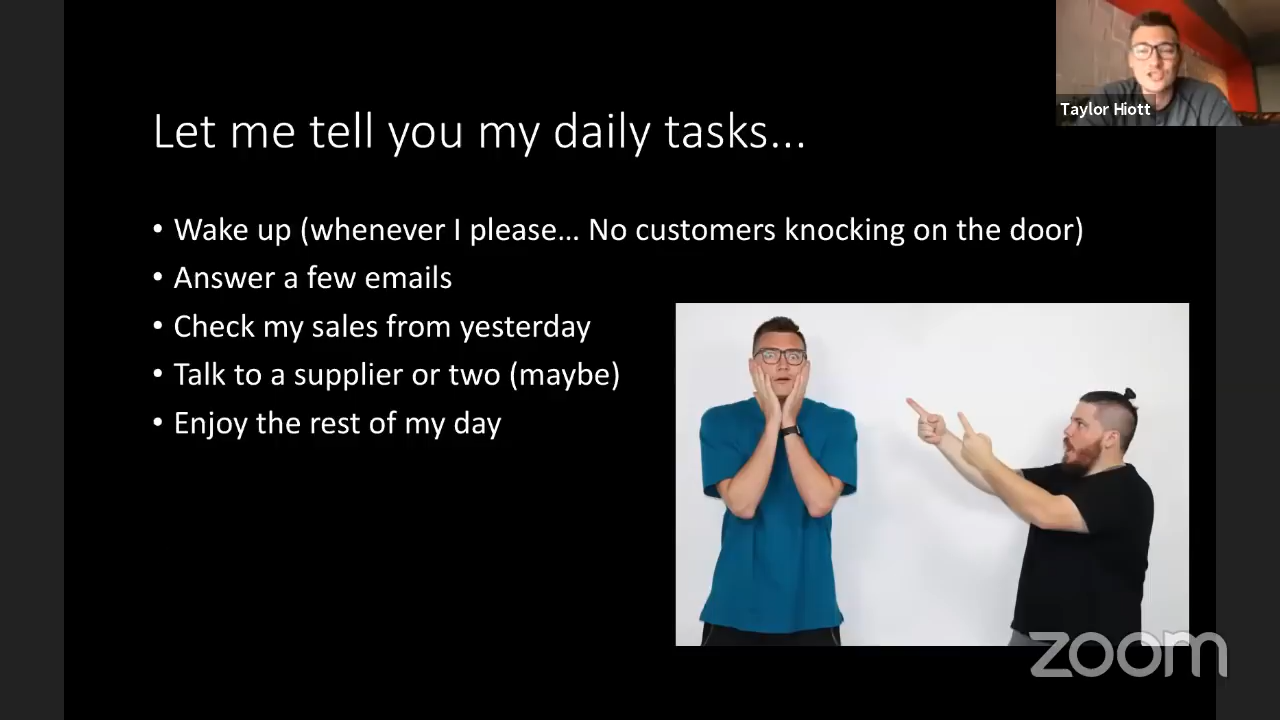 Taylor Hiott
Let me tell you my daily tasks...
• Wake up (whenever I please... No customers knocking on the door)
• Answer a few emails
• Check my sales from yesterday
• Talk to a supplier or two (maybe)
• Enjoy the rest of my day
zoom